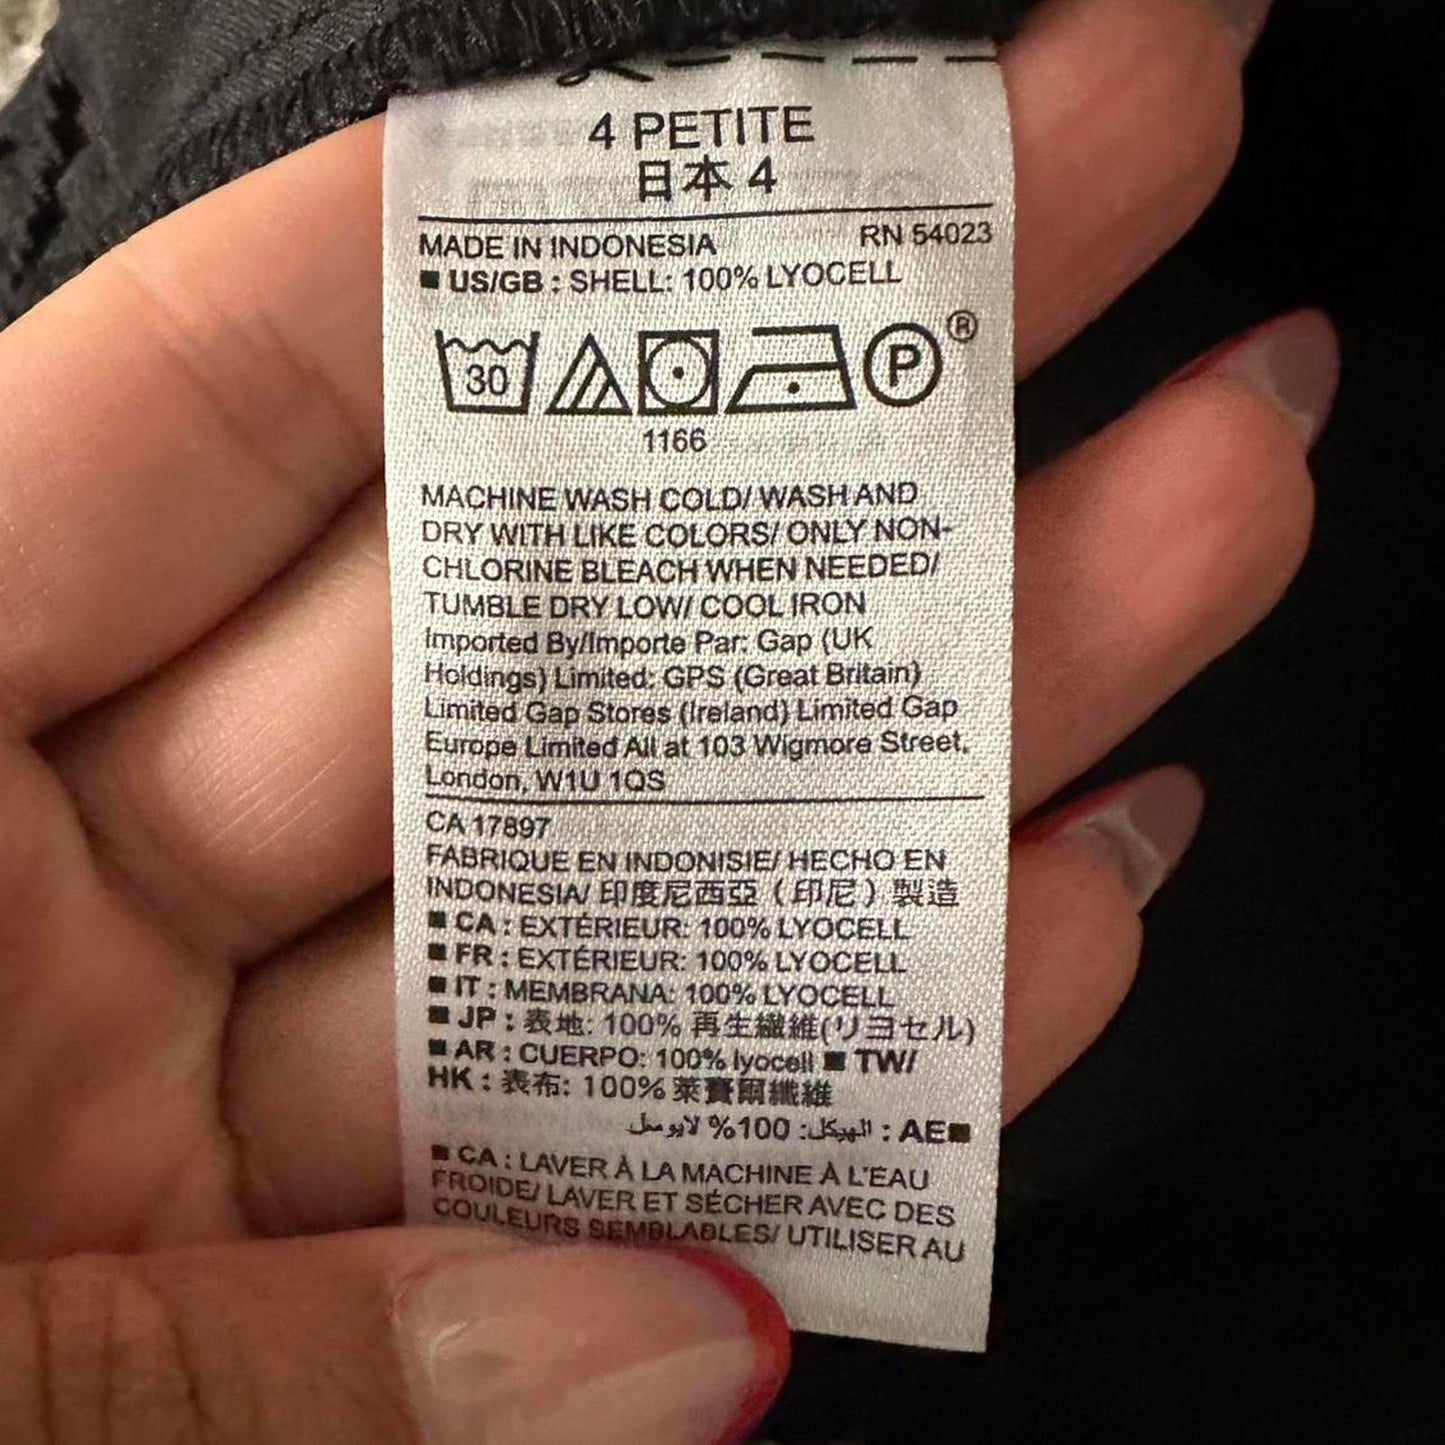 4 PETITE
日本 4
MADE IN INDONESIA RN 54023
■ US/GB : SHELL: 100% LYOCELL
30 P ®
1166
MACHINE WASH COLD/ WASH AND
DRY WITH LIKE COLORS/ ONLY NON-
CHLORINE BLEACH WHEN NEEDED/
TUMBLE DRY LOW/ COOL IRON
Imported By/Importe Par: Gap (UK
Holdings) Limited: GPS (Great Britain)
Limited Gap Stores (Ireland) Limited Gap
Europe Limited All at 103 Wigmore Street,
London, W1U 1QS
CA 17897
FABRIQUE EN INDONISIE/ HECHO EN
INDONESIA/ 印度尼西亞（印尼）製造
■ CA : EXTÉRIEUR: 100% LYOCELL
■ FR : EXTÉRIEUR: 100% LYOCELL
■ IT : MEMBRANA: 100% LYOCELL
■ JP : 表地: 100% 再生繊維(リヨセル)
■ AR : CUERPO: 100% lyocell ■ TW/
HK : 表布: 100% 萊賽爾纖維
■AE : الهيكل: 100%
■ CA : LAVER À LA MACHINE À L'EAU
FROIDE/ LAVER ET SÉCHER AVEC DES
COULEURS SEMBLABLES/ UTILISER AU